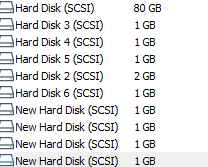 Hard Disk (SCSI) 80 GB
Hard Disk 3 (SCSI) 1 GB
Hard Disk 4 (SCSI) 1 GB
Hard Disk 5 (SCSI) 1 GB
Hard Disk 2 (SCSI) 2 GB
Hard Disk 6 (SCSI) 1 GB
New Hard Disk (SCSI) 1 GB
New Hard Disk (SCSI) 1 GB
New Hard Disk (SCSI) 1 GB
New Hard Disk (SCSI) 1 GB